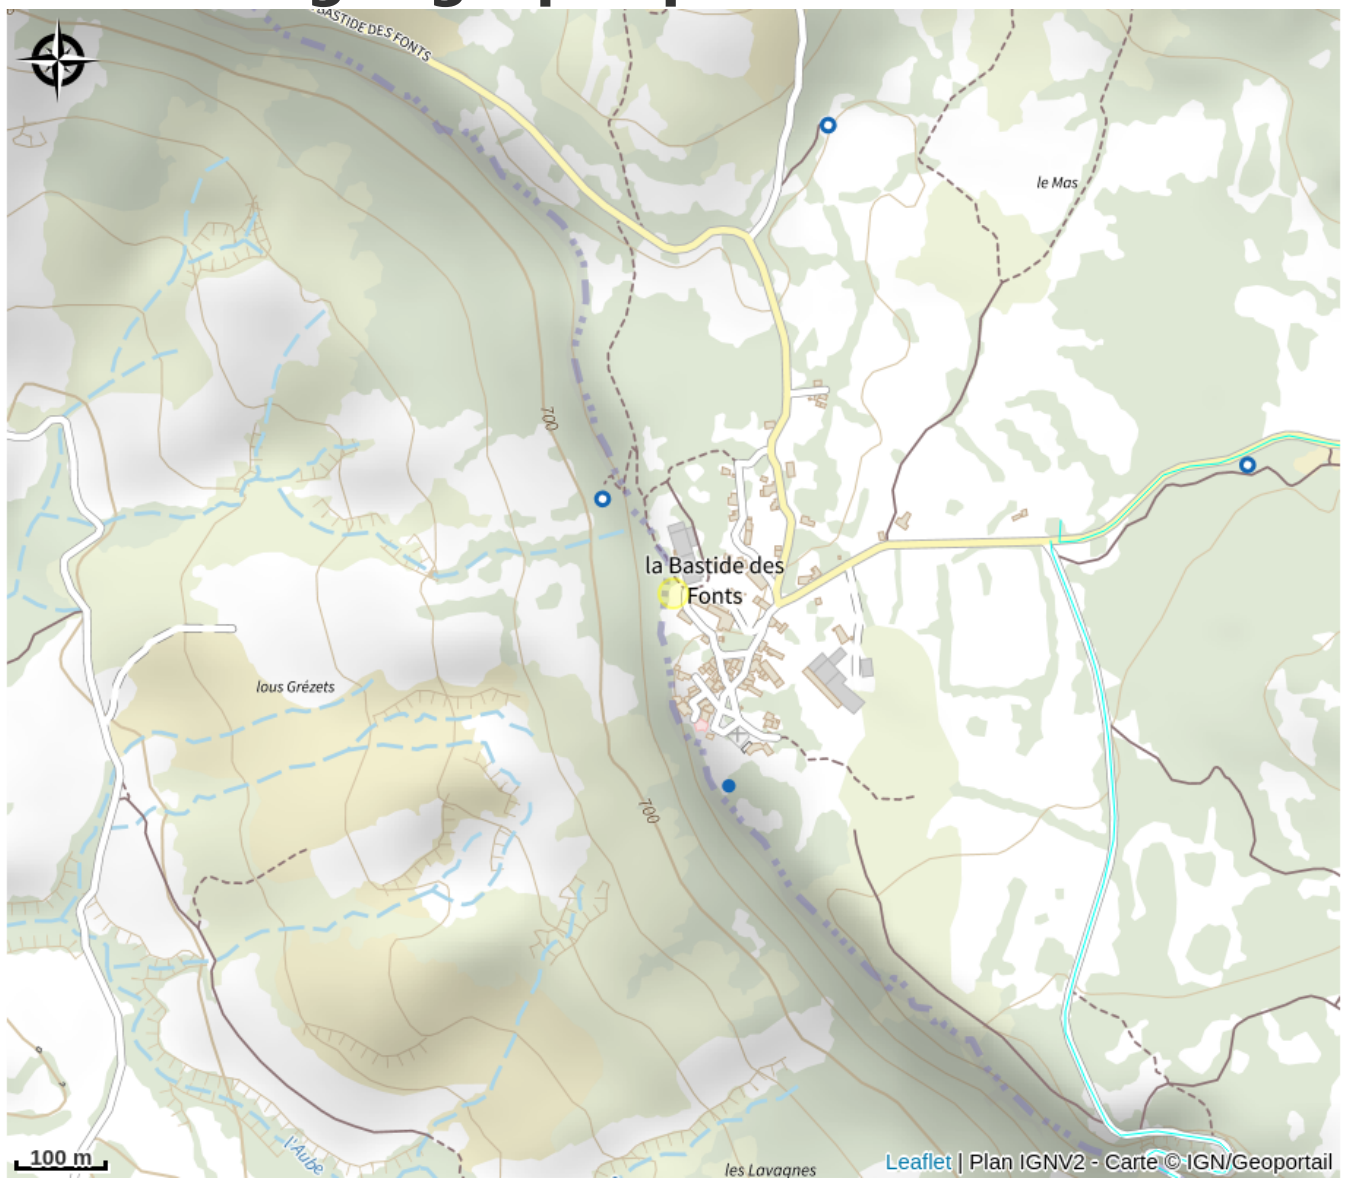 BASTIDE DES FONTS
le Mas
700
la Bastide des
Fonts
lous Grézets
700
l'Aube
100 m
les Lavagnes
Leaflet | Plan IGNV2 - Carte © IGN/Geoportail